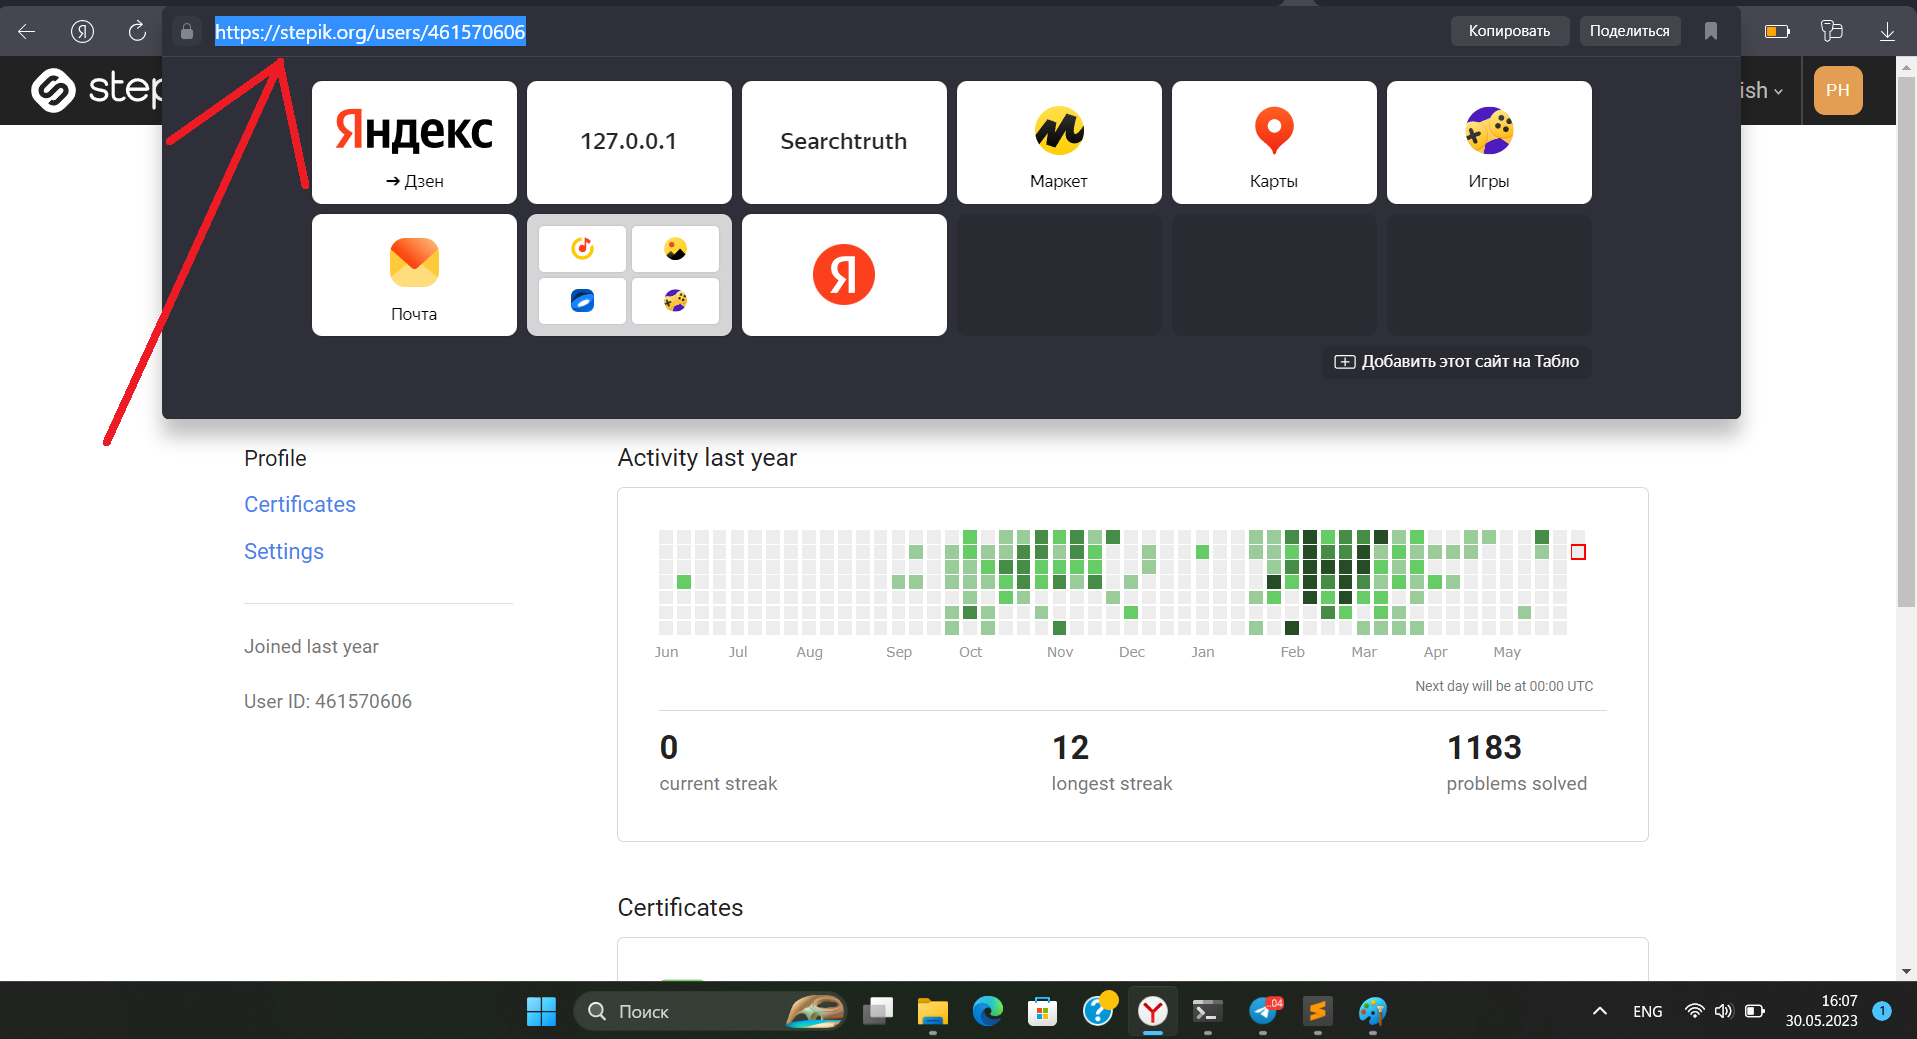 https://stepik.org/users/461570606
Копировать
Поделиться
step
ish
PH
Яндекс
→ Дзен
127.0.0.1
Searchtruth
Маркет
Карты
Игры
Почта
Я
Добавить этот сайт на Табло
Profile
Certificates
Settings
Joined last year
User ID: 461570606
Activity last year
Jun Jul Aug Sep Oct Nov Dec Jan Feb Mar Apr May
Next day will be at 00:00 UTC
0
current streak
12
longest streak
1183
problems solved
Certificates
Поиск
..04
ENG
16:07
30.05.2023
1